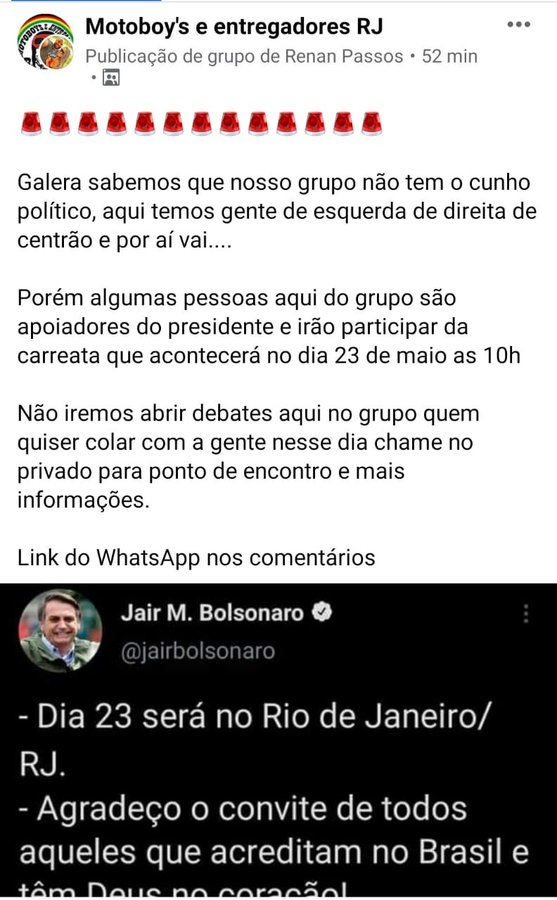 Motoboy's e entregadores RJ
Publicação de grupo de Renan Passos • 52 min
Galera sabemos que nosso grupo não tem o cunho
político, aqui temos gente de esquerda de direita de
centrão e por aí vai....
Porém algumas pessoas aqui do grupo são
apoiadores do presidente e irão participar da
carreata que acontecerá no dia 23 de maio as 10h
Não iremos abrir debates aqui no grupo quem
quiser colar com a gente nesse dia chame no
privado para ponto de encontro e mais
informações.
Link do WhatsApp nos comentários
Jair M. Bolsonaro
@jairbolsonaro
- Dia 23 será no Rio de Janeiro/
RJ.
- Agradeço o convite de todos
aqueles que acreditam no Brasil e
têm Deus no coração!